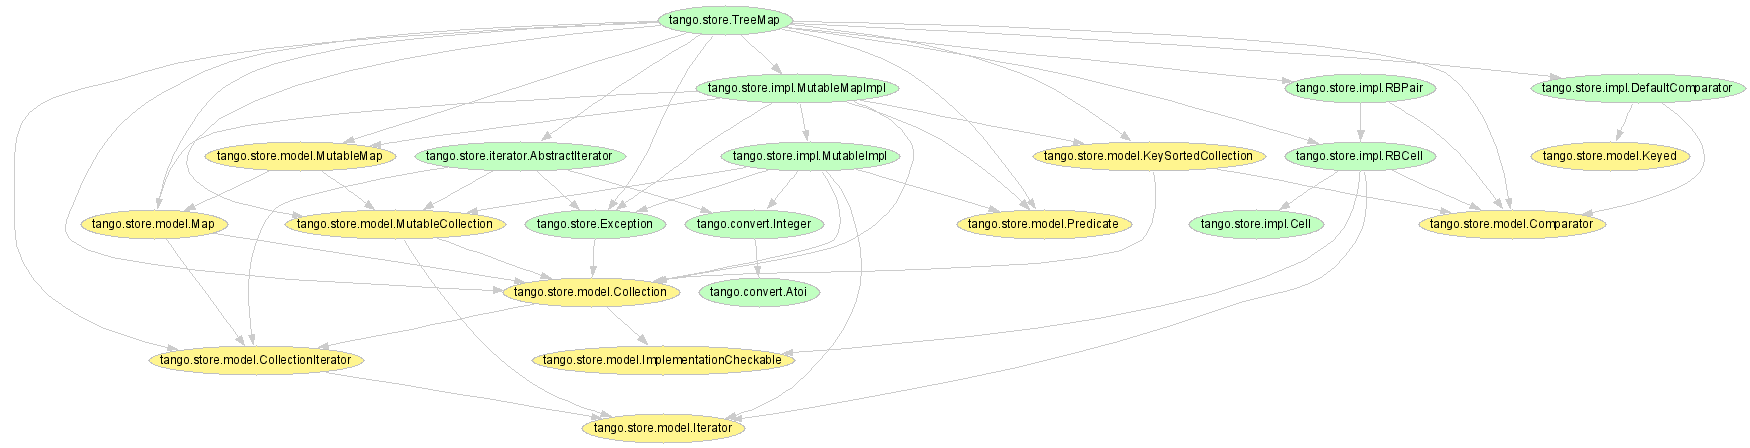 tango.store.TreeMap
tango.store.impl.MutableMapImpl
tango.store.impl.RBPair
tango.store.impl.DefaultComparator
tango.store.model.MutableMap
tango.store.iterator.AbstractIterator
tango.store.impl.MutableImpl
tango.store.model.KeySortedCollection
tango.store.impl.RBCell
tango.store.model.Keyed
tango.store.model.Map
tango.store.model.MutableCollection
tango.store.Exception
tango.convert.Integer
tango.store.model.Predicate
tango.store.impl.Cell
tango.store.model.Comparator
tango.store.model.Collection
tango.convert.Atoi
tango.store.model.CollectionIterator
tango.store.model.ImplementationCheckable
tango.store.model.Iterator